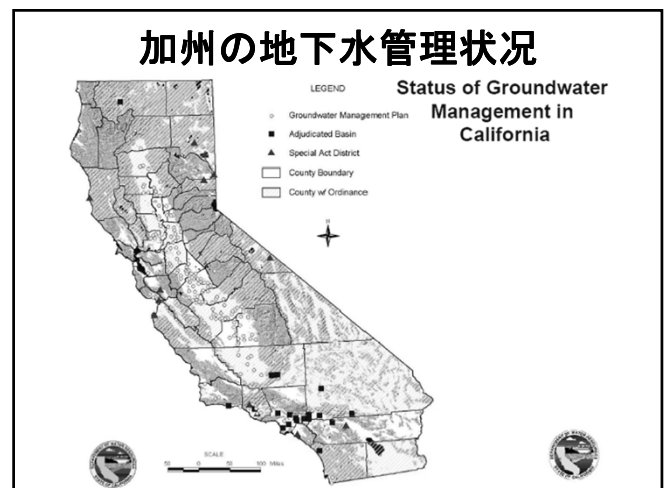 加州の地下水管理状況
Status of Groundwater
Management in
California
LEGEND
Groundwater Management Plan
Adjudicated Basin
Special Act District
County Boundary
County w/ Ordinance
N
SCALE
50 0 50 100 Miles